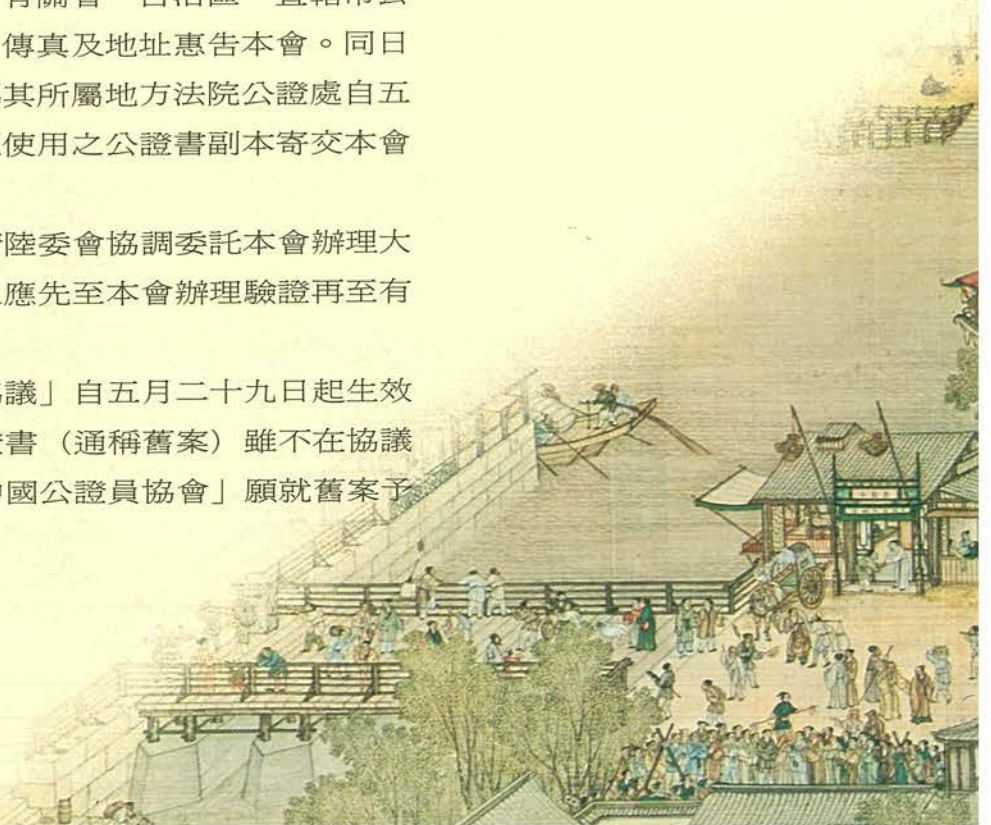 傳真及地址惠告本會。同日
其所屬地方法院公證處自五
使用之公證書副本寄交本會
陸委會協調委託本會辦理大
應先至本會辦理驗證再至有
議」自五月二十九日起生效
書（通稱舊案）雖不在協議
國公證員協會」願就舊案予